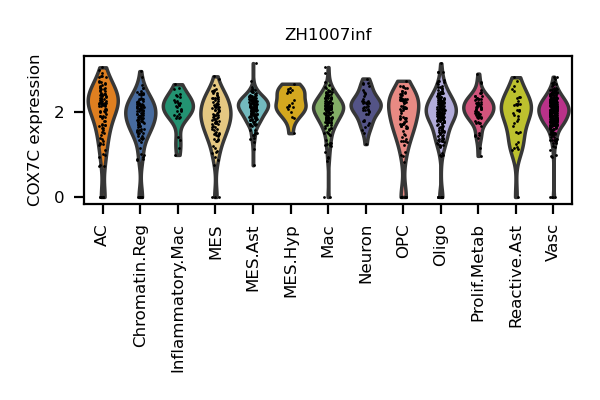 ZH1007inf
COX7C expression
2
0
AC
Chromatin.Reg
Inflammatory.Mac
MES
MES.Ast
MES.Hyp
Mac
Neuron
OPC
Oligo
Prolif.Metab
Reactive.Ast
Vasc